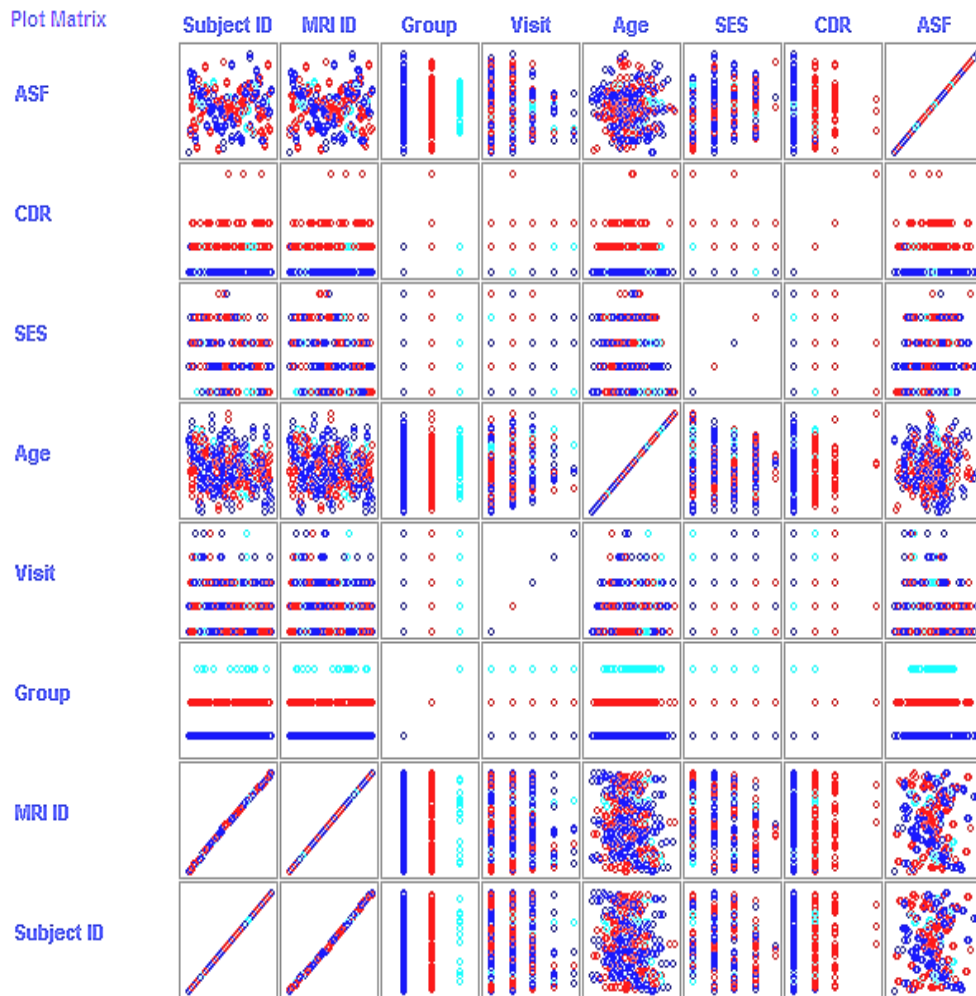 Plot Matrix Subject ID MRI ID Group Visit Age SES CDR ASF
ASF
CDR
SES
Age
Visit
Group
MRI ID
Subject ID